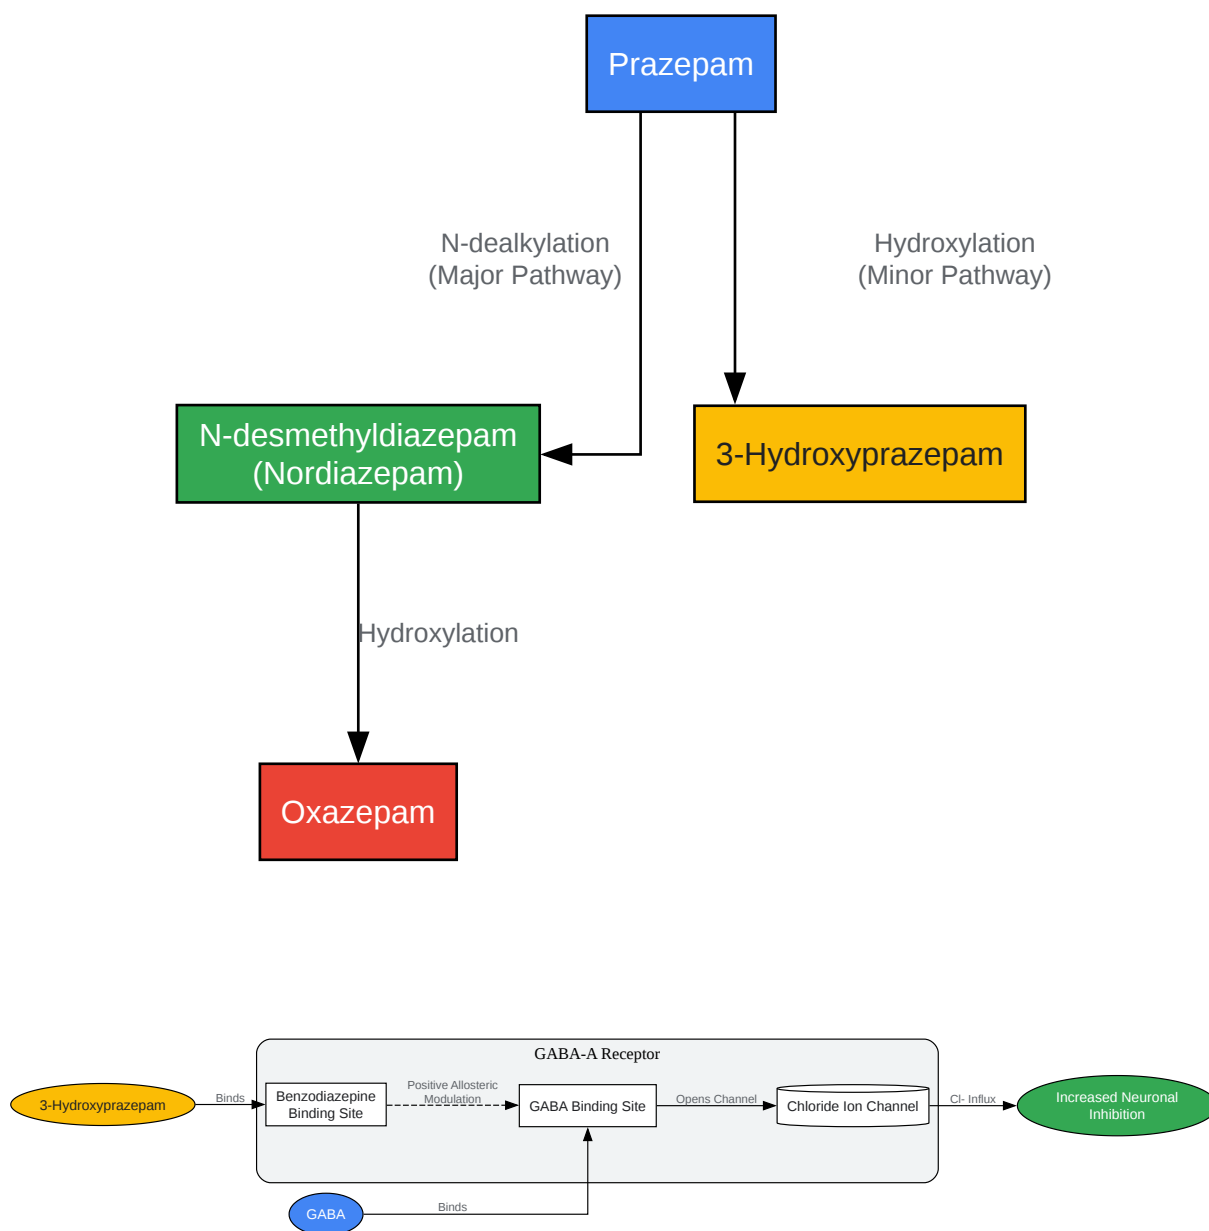 Prazepam
N-dealkylation
(Major Pathway)
Hydroxylation
(Minor Pathway)
N-desmethyldiazepam
(Nordiazepam)
3-Hydroxyprazepam
Hydroxylation
Oxazepam
GABA-A Receptor
3-Hydroxyprazepam
Binds
Benzodiazepine
Binding Site
Positive Allosteric
Modulation
GABA Binding Site
Opens Channel
Chloride Ion Channel
Cl- Influx
Increased Neuronal
Inhibition
GABA
Binds